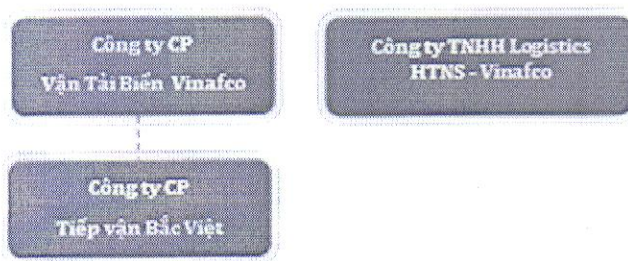 Công ty CP
Vận Tải Biển Vinafco
Công ty TNHH Logistics
HTNS - Vinafco
Công ty CP
Tiếp vận Bắc Việt